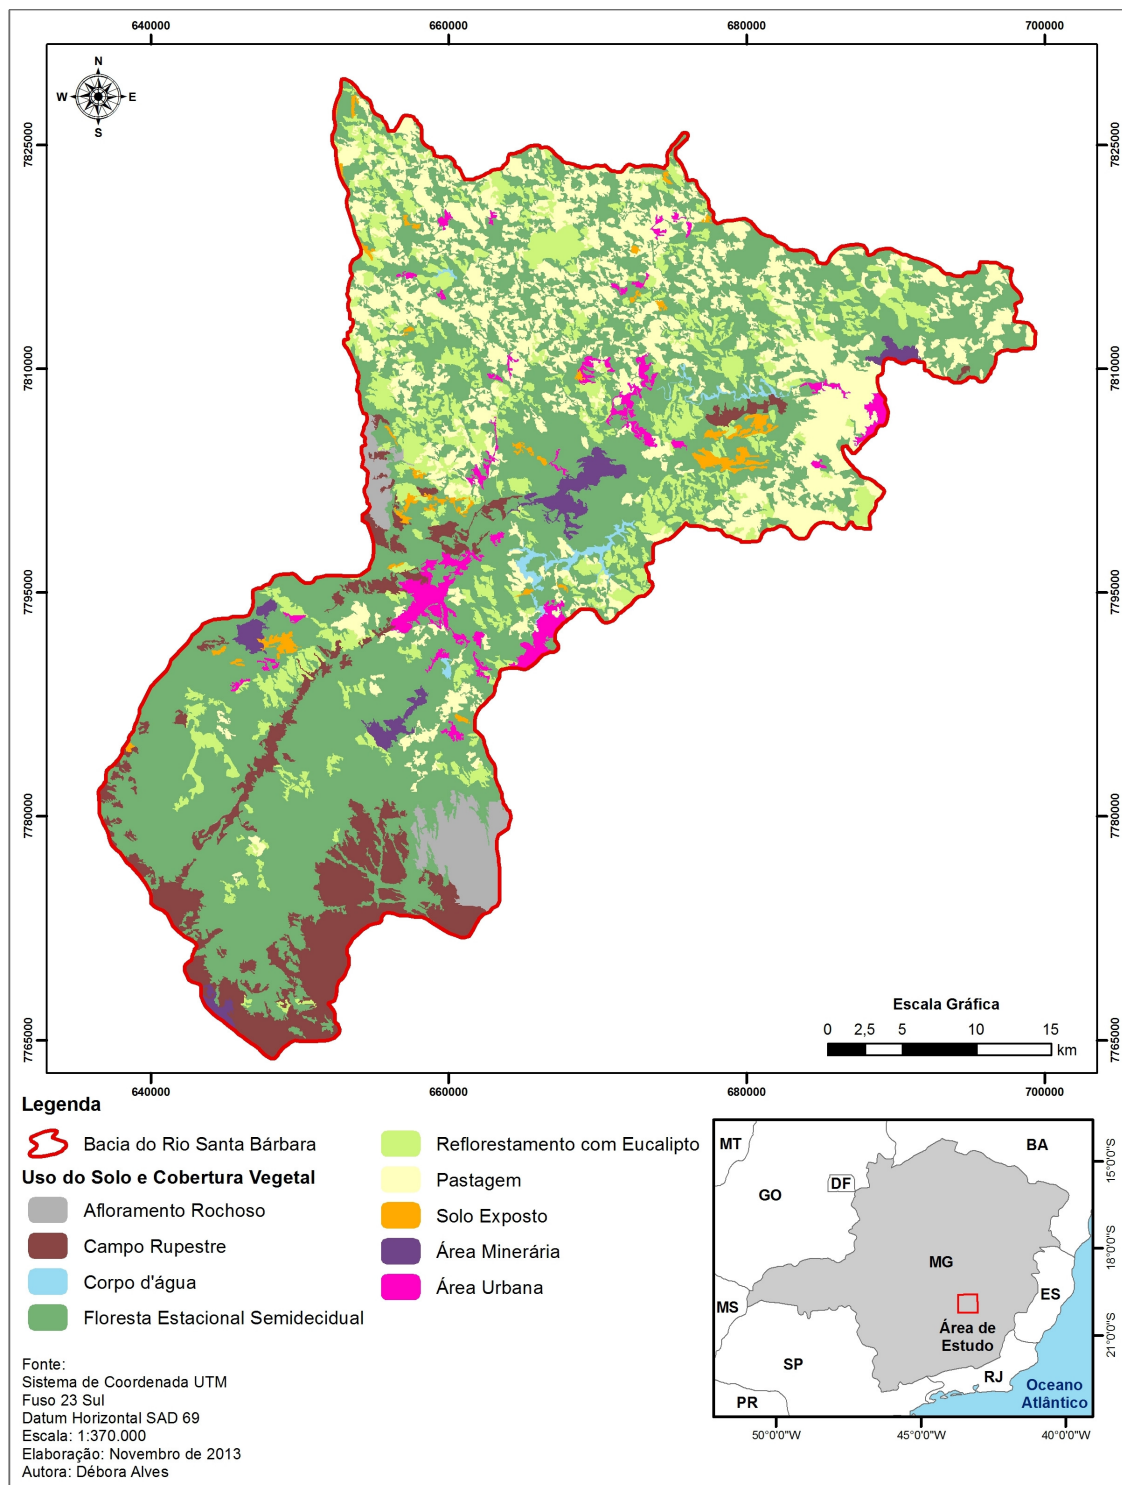 640000 660000 680000 700000
N
W E
S
7825000 7825000
7810000 7810000
7795000 7795000
7780000 7780000
7765000 7765000
Escala Gráfica
0 2,5 5 10 15
km
640000 660000 680000 700000
Legenda
Bacia do Rio Santa Bárbara
Uso do Solo e Cobertura Vegetal
Afloramento Rochoso
Campo Rupestre
Corpo d'água
Floresta Estacional Semidecidual
Reflorestamento com Eucalipto
Pastagem
Solo Exposto
Área Minerária
Área Urbana
Fonte:
Sistema de Coordenada UTM
Fuso 23 Sul
Datum Horizontal SAD 69
Escala: 1:370.000
Elaboração: Novembro de 2013
Autora: Débora Alves
MT
BA
DF
GO
MG
ES
MS
Área de
Estudo
SP
RJ
PR
Oceano
Atlântico
15°0'0"S
18°0'0"S
21°0'0"S
50°0'0"W 45°0'0"W 40°0'0"W